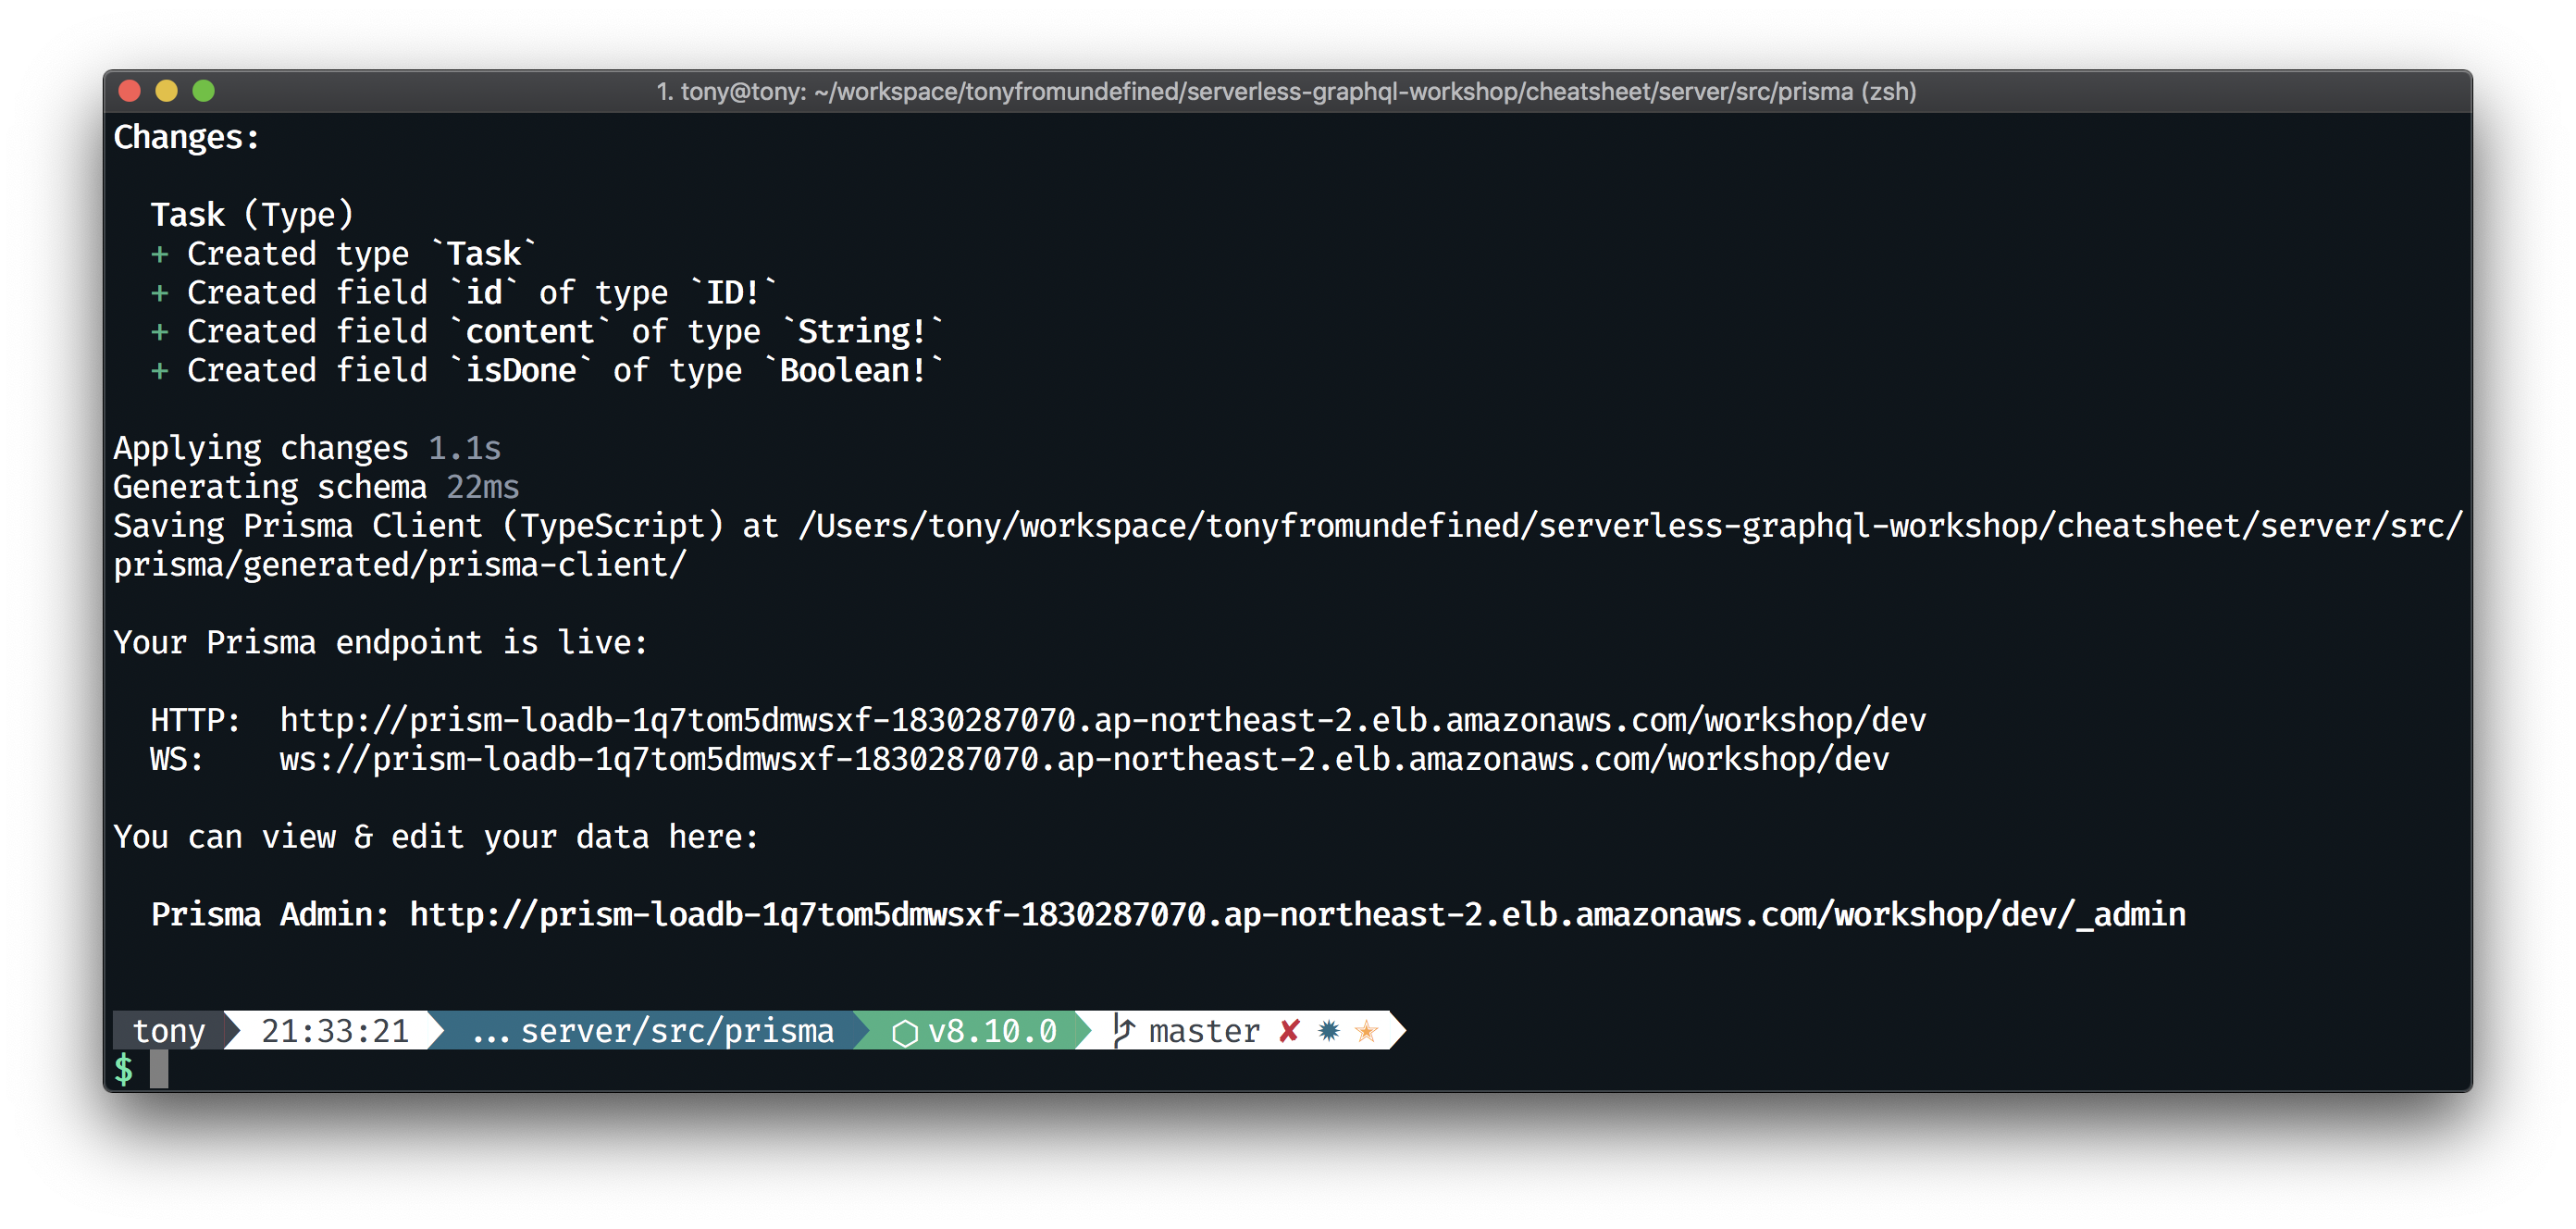 1. tony@tony: ~/workspace/tonyfromundefined/serverless-graphql-workshop/cheatsheet/server/src/prisma (zsh)
Changes:
Task (Type)
+ Created type `Task`
+ Created field `id` of type `ID!`
+ Created field `content` of type `String!`
+ Created field `isDone` of type `Boolean!`
Applying changes 1.1s
Generating schema 22ms
Saving Prisma Client (TypeScript) at /Users/tony/workspace/tonyfromundefined/serverless-graphql-workshop/cheatsheet/server/src/
prisma/generated/prisma-client/
Your Prisma endpoint is live:
HTTP:  http://prism-loadb-1q7tom5dmwsxf-1830287070.ap-northeast-2.elb.amazonaws.com/workshop/dev
WS:    ws://prism-loadb-1q7tom5dmwsxf-1830287070.ap-northeast-2.elb.amazonaws.com/workshop/dev
You can view & edit your data here:
Prisma Admin: http://prism-loadb-1q7tom5dmwsxf-1830287070.ap-northeast-2.elb.amazonaws.com/workshop/dev/_admin
tony 21:33:21 ... server/src/prisma ⬡ v8.10.0 master ✘ ✹ ✭
$